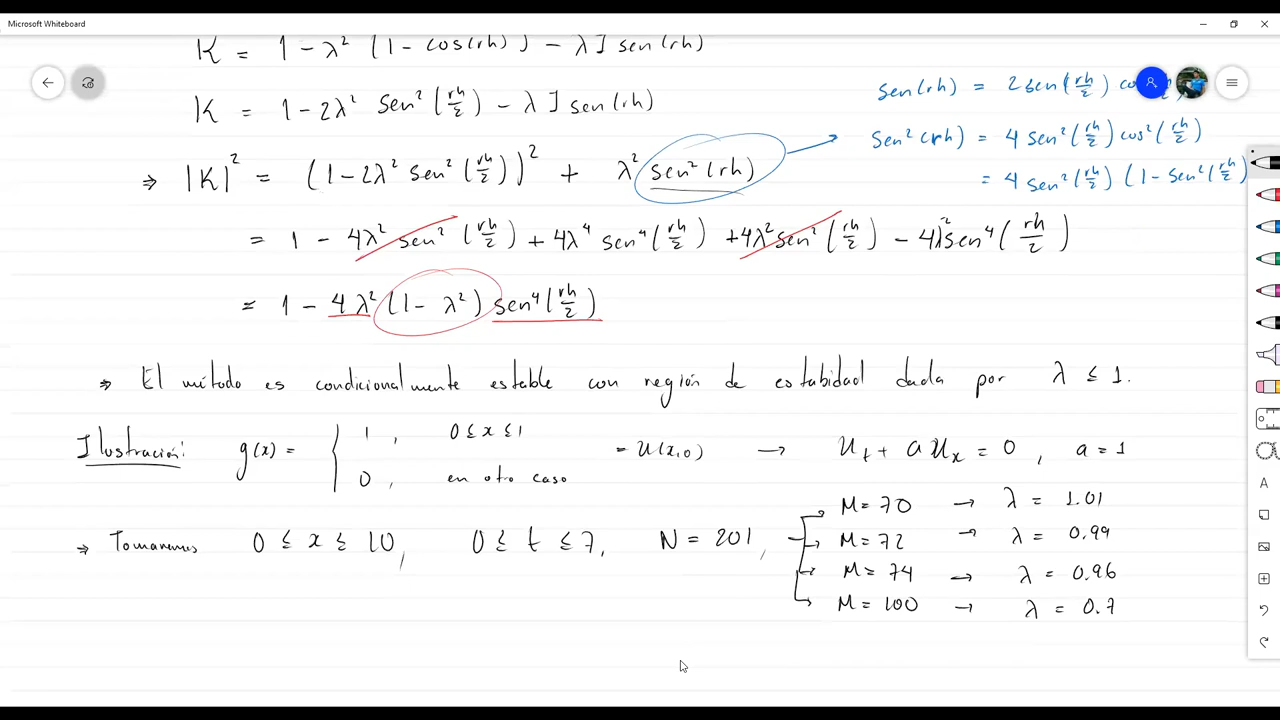 Microsoft Whiteboard
K = 1 - λ² (1 - cos(rh)) - λ I sen(rh)
K = 1 - 2λ² sen²(rh/2) - λ I sen(rh)
sen(rh) = 2 sen(rh/2)
⇒ |K|² = (1 - 2λ² sen²(rh/2))² + λ² sen²(rh)
sen²(rh) = 4 sen²(rh/2) cos²(rh/2)
= 4 sen²(rh/2) (1 - sen²(rh/2)
= 1 - 4λ² sen²(rh/2) + 4λ⁴ sen⁴(rh/2) + 4λ² sen²(rh/2) - 4λ² sen⁴(rh/2)
= 1 - 4λ² (1 - λ²) sen⁴(rh/2)
⇒ El método es condicionalmente estable con región de estabidad dada por λ ≤ 1.
Ilustración: g(x) = { 1, 0 ≤ x ≤ 1
0, en otro caso
= u(x,0) → u_t + a u_x = 0, a = 1
⇒ Tomaremos 0 ≤ x ≤ 10, 0 ≤ t ≤ 7, N = 201,
M = 70 → λ = 1.01
M = 72 → λ = 0.99
M = 74 → λ = 0.96
M = 100 → λ = 0.7
A